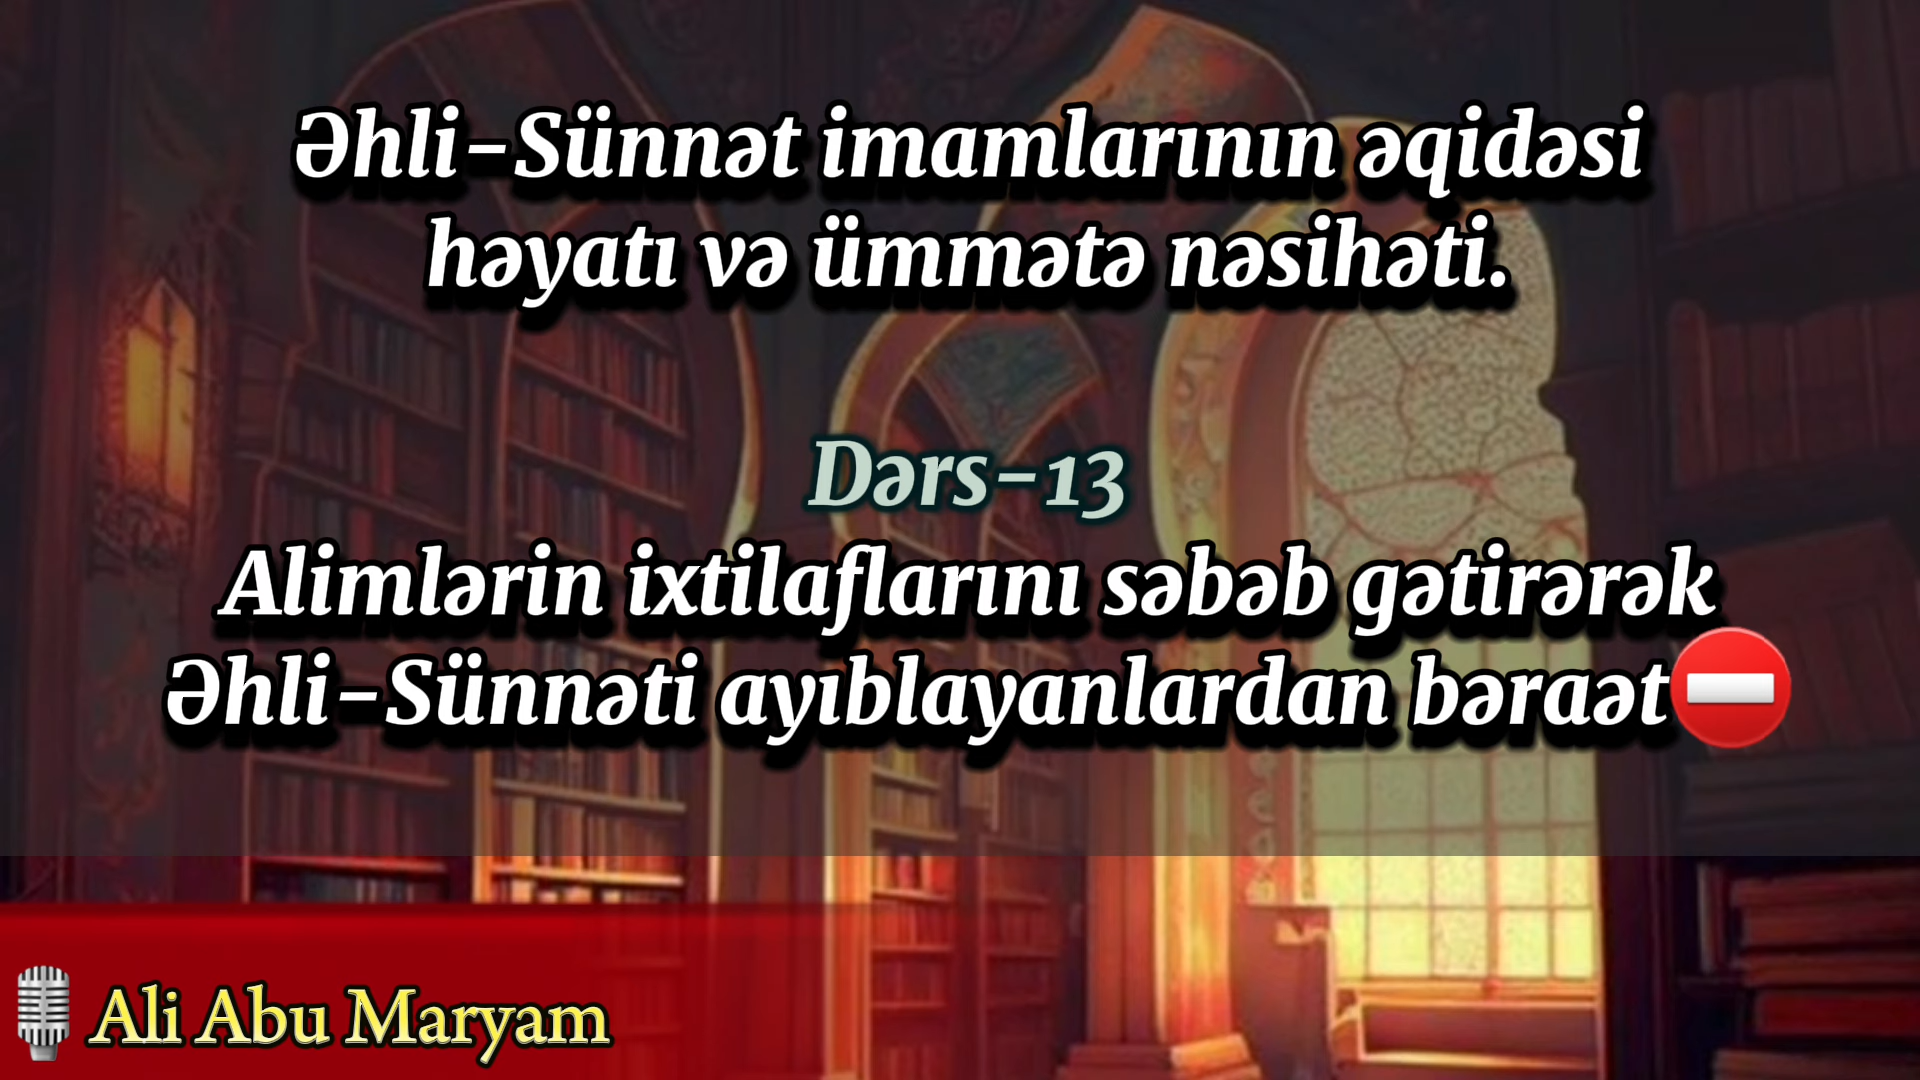 Əhli-Sünnət imamlarının əqidəsi
həyatı və ümmətə nəsihəti.
Dərs-13
Alimlərin ixtilaflarını səbəb gətirərək
Əhli-Sünnəti ayıblayanlardan bəraət⛔
Ali Abu Maryam